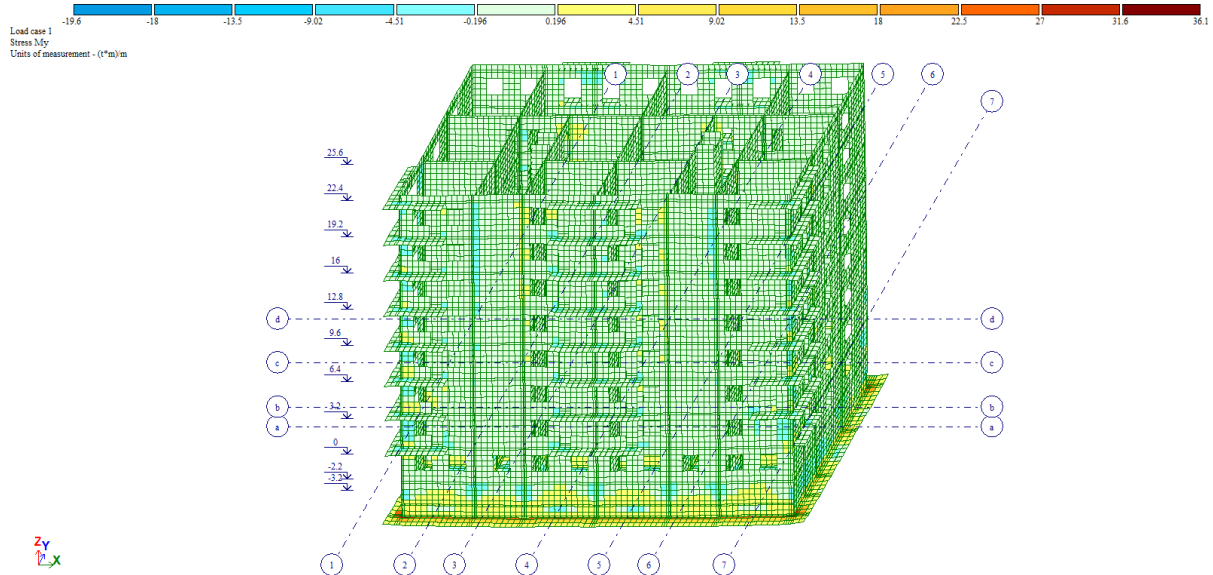 -19.6 -18 -13.5 -9.02 -4.51 -0.196 0.196 4.51 9.02 13.5 18 22.5 27 31.6 36.1
Load case 1
Stress My
Units of measurement - (t*m)/m
1 2 3 4 5 6
7
25.6
22.4
19.2
16
12.8
d d
9.6
c c
6.4
3.2
b b
a a
0
-2.2
-3.2
Z
Y
X
1 2 3 4 5 6 7